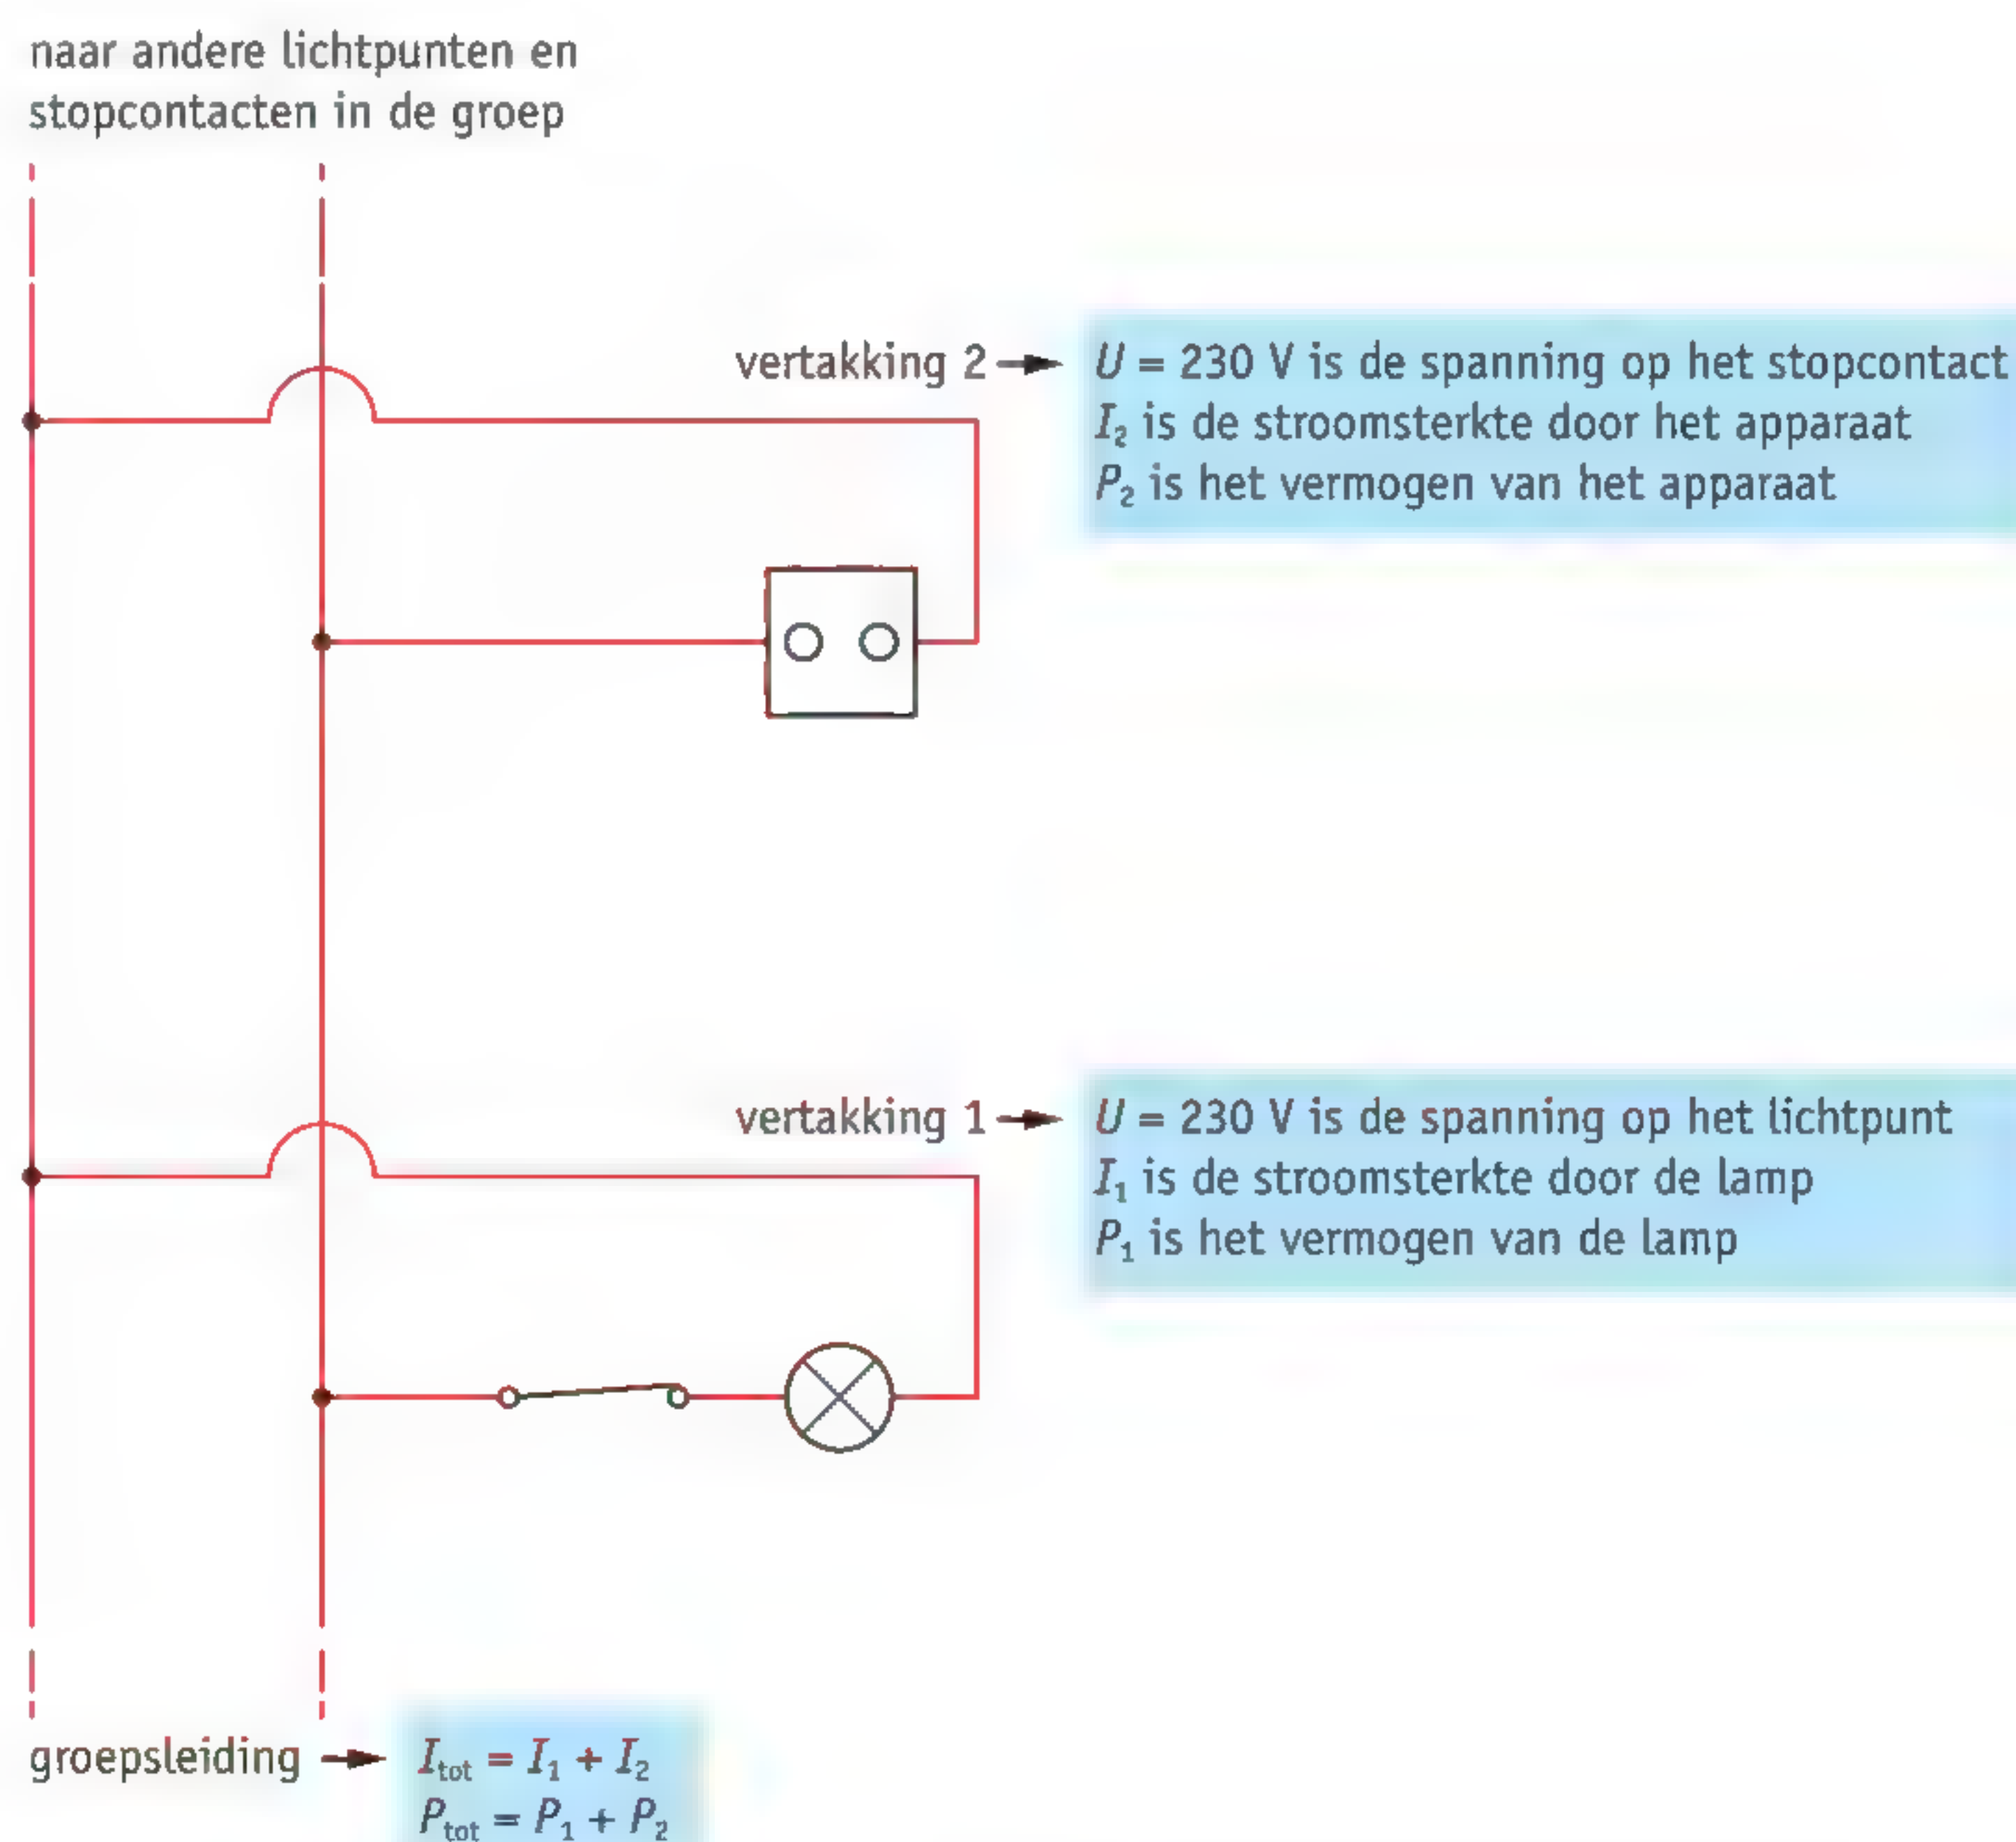 naar andere lichtpunten en
stopcontacten in de groep
vertakking 2
U = 230 V is de spanning op het stopcontact
I₂ is de stroomsterkte door het apparaat
P₂ is het vermogen van het apparaat
vertakking 1
U = 230 V is de spanning op het lichtpunt
I₁ is de stroomsterkte door de lamp
P₁ is het vermogen van de lamp
groepsleiding
I_tot = I₁ + I₂
P_tot = P₁ + P₂